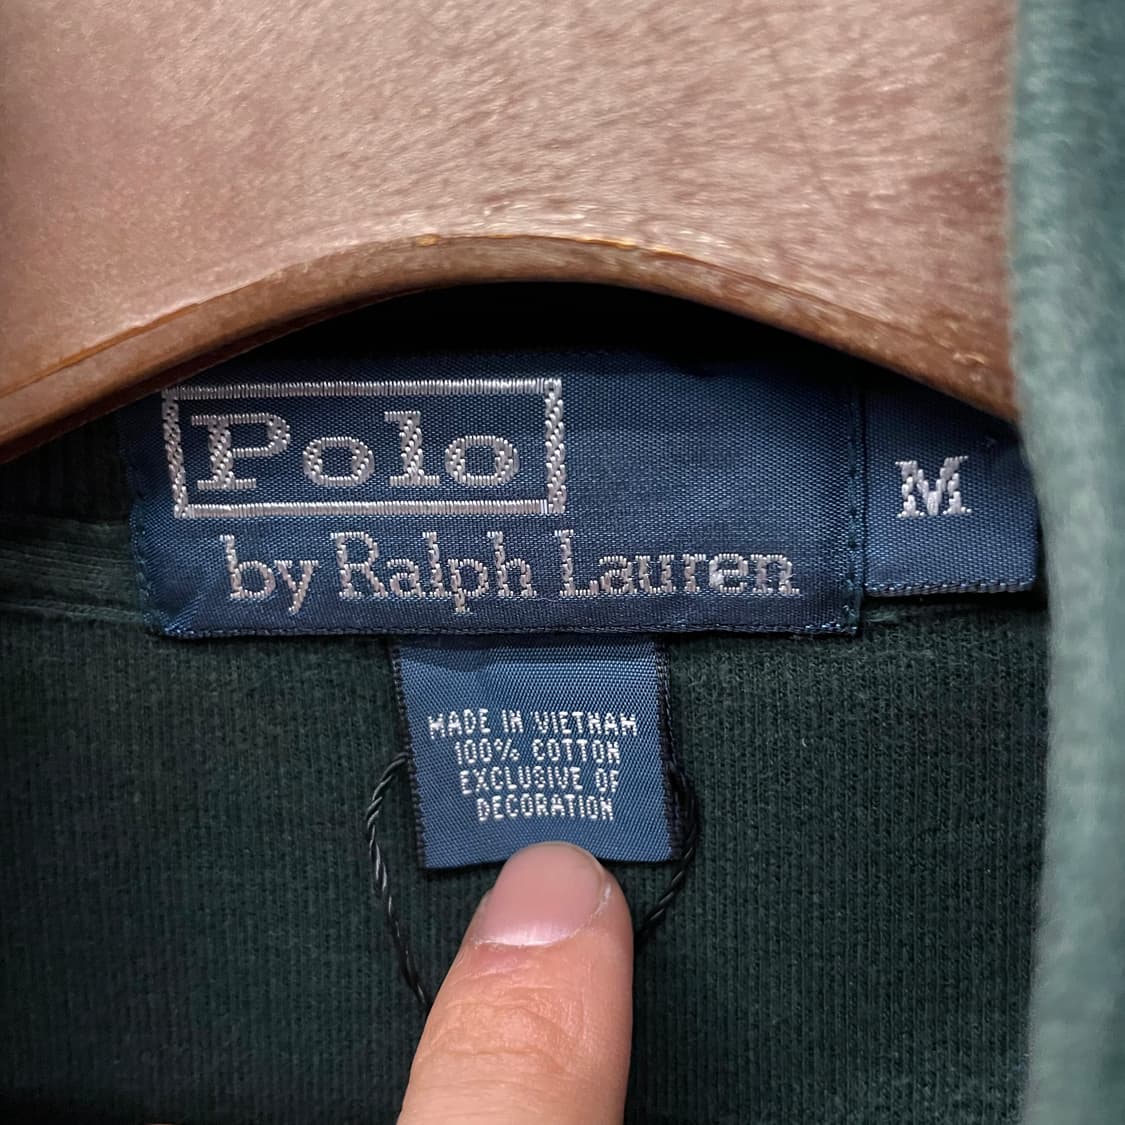 Polo
by Ralph Lauren
M
MADE IN VIETNAM
100% COTTON
EXCLUSIVE OF
DECORATION